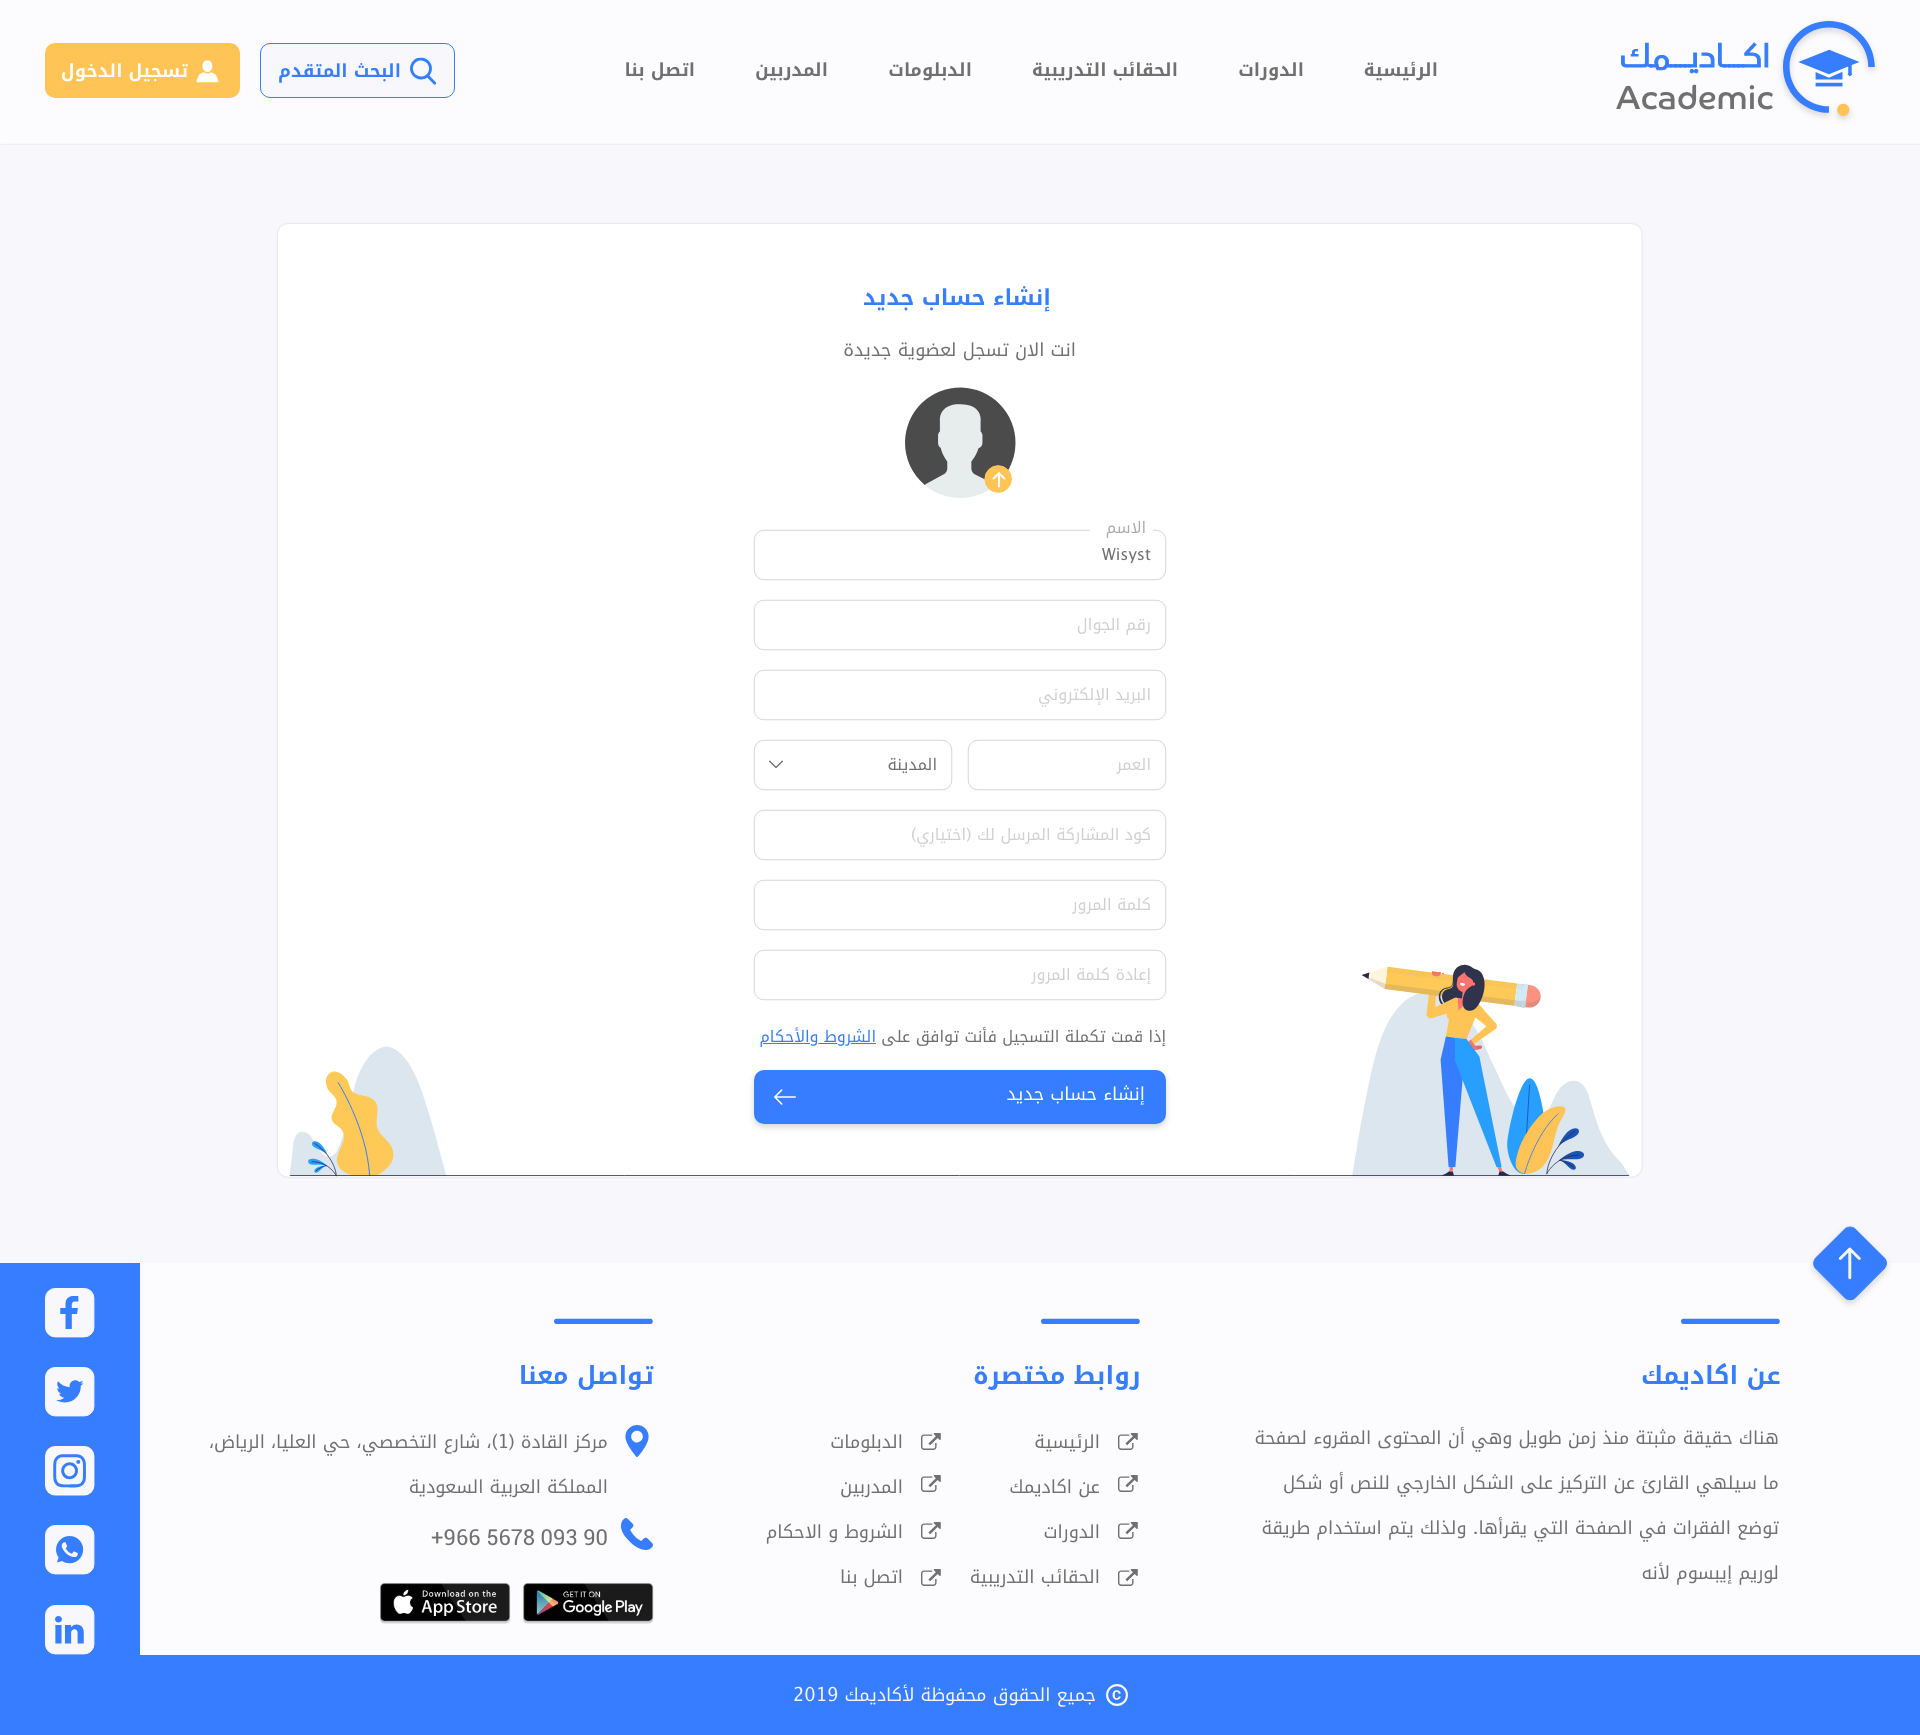 اكـاديـمك
Academic
الرئيسية
الدورات
الحقائب التدريبية
الدبلومات
المدربين
اتصل بنا
البحث المتقدم
تسجيل الدخول
إنشاء حساب جديد
انت الان تسجل لعضوية جديدة
الاسم
Wisyst
رقم الجوال
البريد الإلكتروني
العمر
المدينة
كود المشاركة المرسل لك (اختياري)
كلمة المرور
إعادة كلمة المرور
إذا قمت تكملة التسجيل فأنت توافق على الشروط والأحكام
إنشاء حساب جديد
عن اكاديمك
هناك حقيقة مثبتة منذ زمن طويل وهي أن المحتوى المقروء لصفحة
ما سيلهي القارئ عن التركيز على الشكل الخارجي للنص أو شكل
توضع الفقرات في الصفحة التي يقرأها. ولذلك يتم استخدام طريقة
لوريم إيبسوم لأنه
روابط مختصرة
الرئيسية
عن اكاديمك
الدورات
الحقائب التدريبية
الدبلومات
المدربين
الشروط و الاحكام
اتصل بنا
تواصل معنا
مركز القادة (1)، شارع التخصصي، حي العليا، الرياض،
المملكة العربية السعودية
+966 5678 093 90
GET IT ON
Google Play
Download on the
App Store
© جميع الحقوق محفوظة لأكاديمك 2019